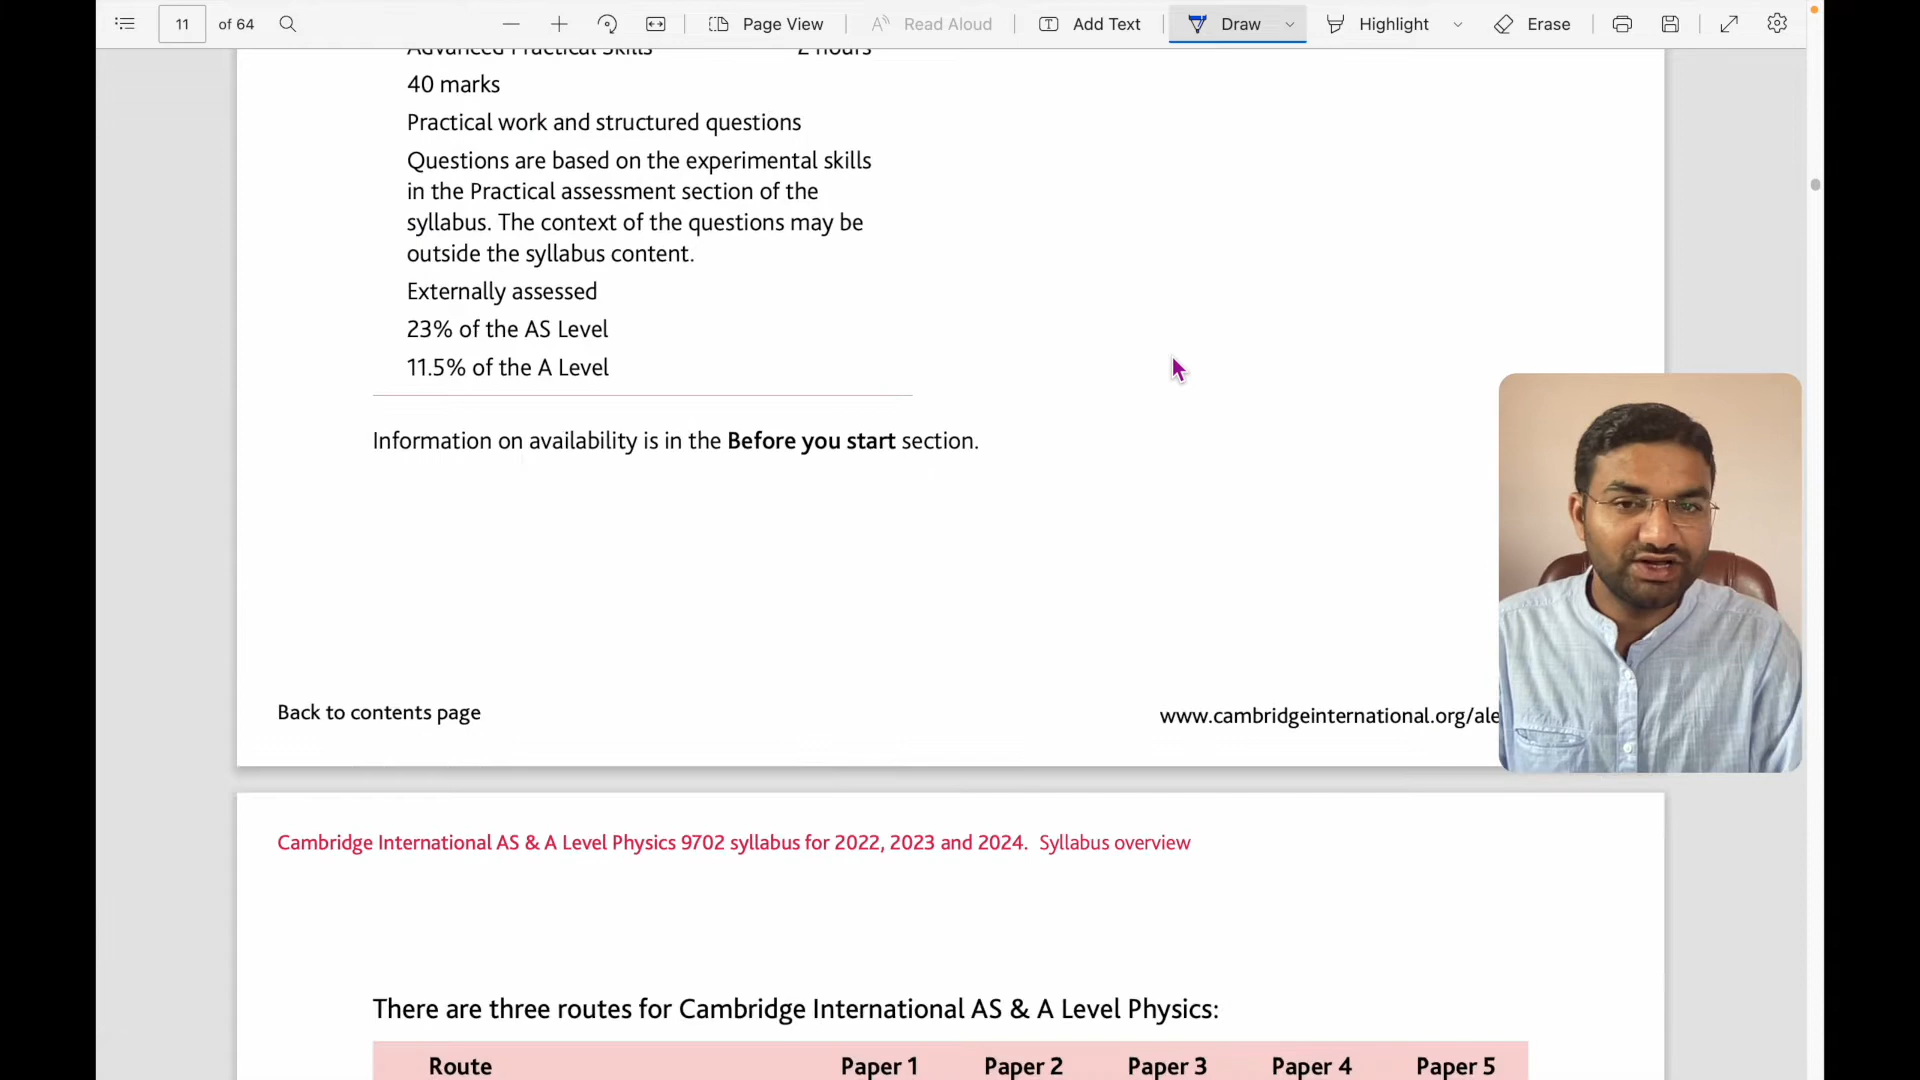 11 of 64 Page View Read Aloud Add Text Draw Highlight Erase
Advanced Practical Skills 2 hours
40 marks
Practical work and structured questions
Questions are based on the experimental skills
in the Practical assessment section of the
syllabus. The context of the questions may be
outside the syllabus content.
Externally assessed
23% of the AS Level
11.5% of the A Level
Information on availability is in the Before you start section.
Back to contents page www.cambridgeinternational.org/ale
Cambridge International AS & A Level Physics 9702 syllabus for 2022, 2023 and 2024. Syllabus overview
There are three routes for Cambridge International AS & A Level Physics:
Route Paper 1 Paper 2 Paper 3 Paper 4 Paper 5